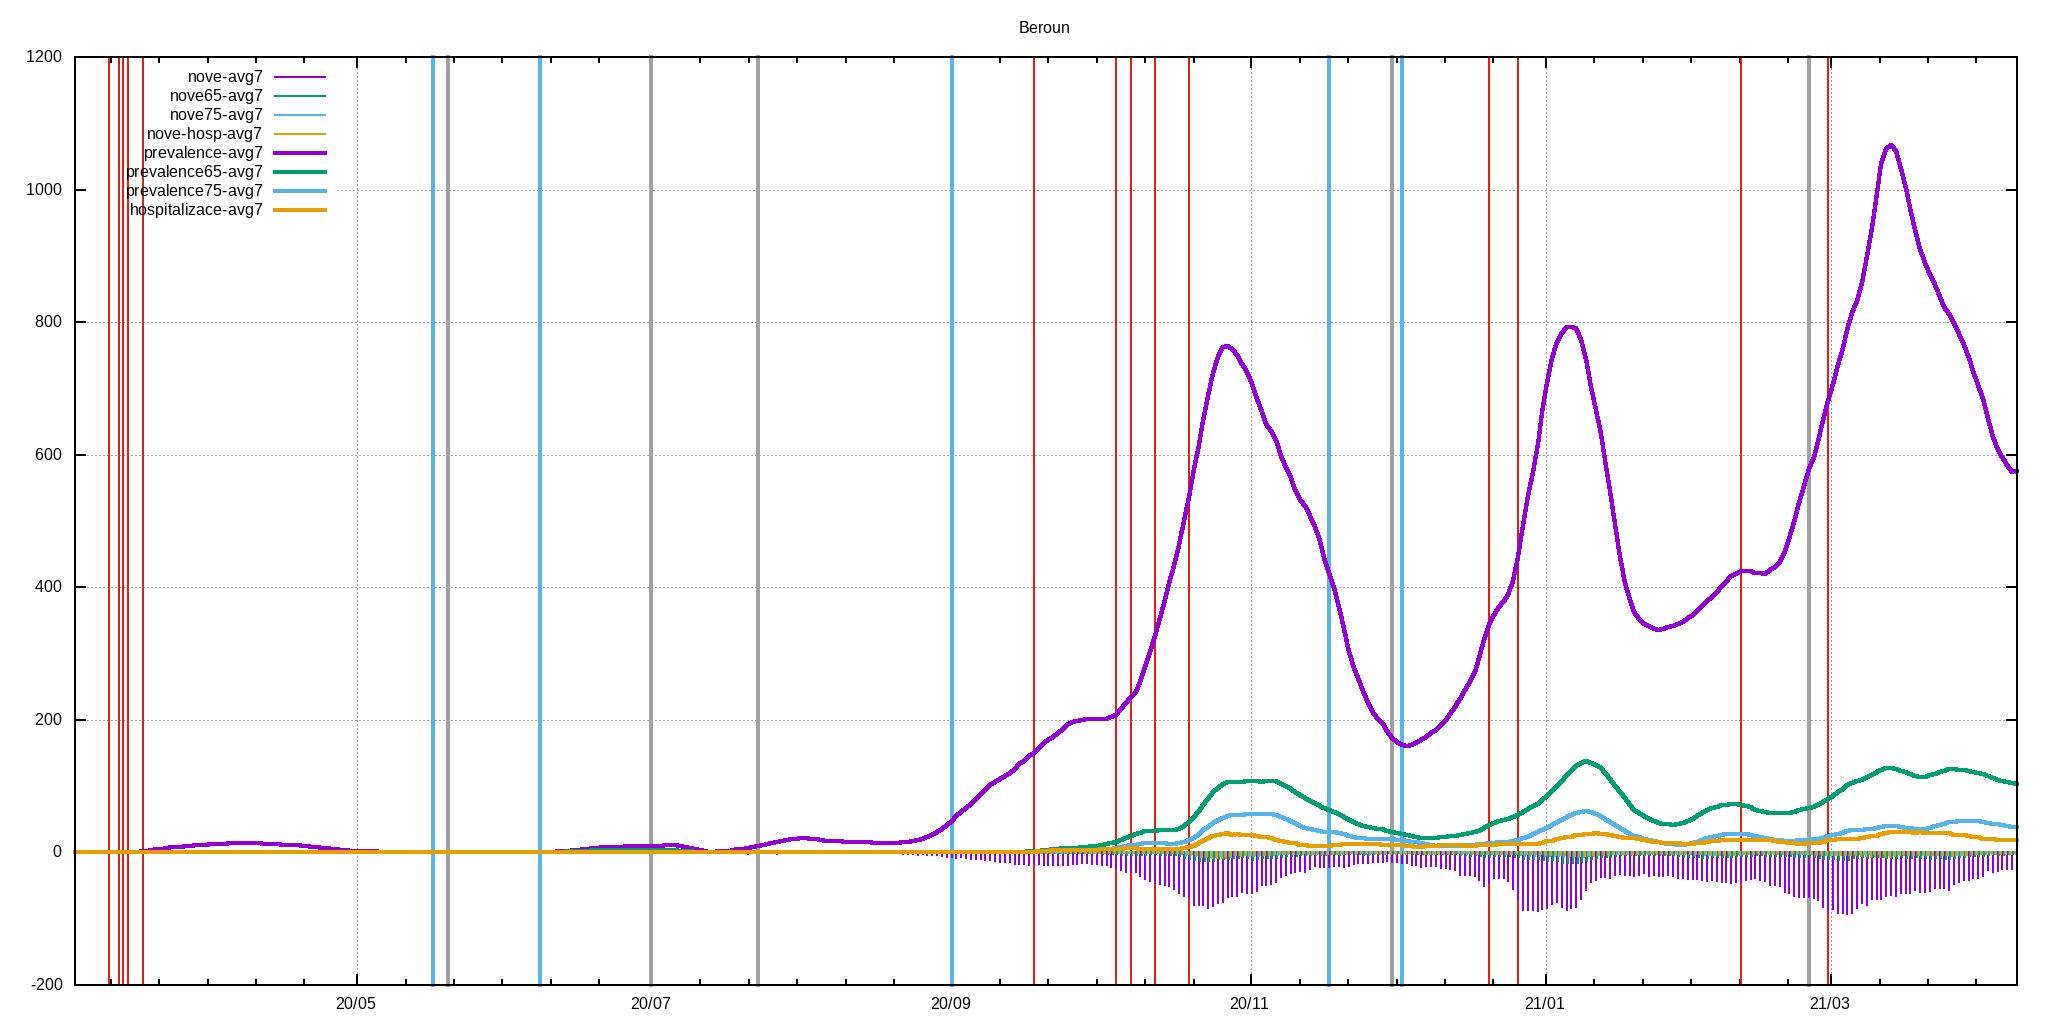 Beroun
1200
1000
800
600
400
200
0
-200
nove-avg7
nove65-avg7
nove75-avg7
nove-hosp-avg7
prevalence-avg7
prevalence65-avg7
prevalence75-avg7
hospitalizace-avg7
20/05
20/07
20/09
20/11
21/01
21/03